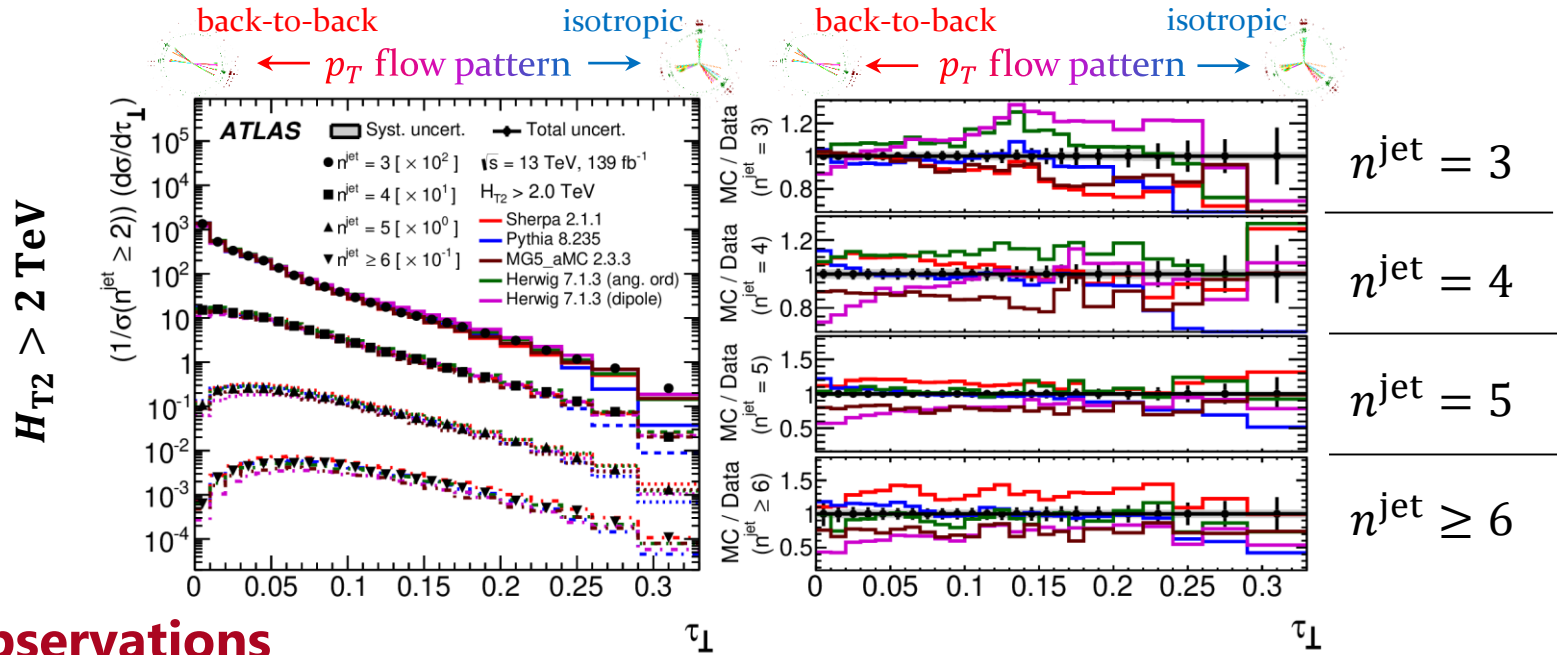 back-to-back isotropic
← p_T flow pattern →
back-to-back isotropic
← p_T flow pattern →
H_T2 > 2 TeV
(1/σ(n^jet ≥ 2)) (dσ/dτ⊥)
10^5
10^4
10^3
10^2
10
1
10^-1
10^-2
10^-3
10^-4
ATLAS Syst. uncert. Total uncert.
n^jet = 3 [ × 10^2 ] √s = 13 TeV, 139 fb^-1
n^jet = 4 [ × 10^1 ] H_T2 > 2.0 TeV
n^jet = 5 [ × 10^0 ]
n^jet ≥ 6 [ × 10^-1 ]
Sherpa 2.1.1
Pythia 8.235
MG5_aMC 2.3.3
Herwig 7.1.3 (ang. ord)
Herwig 7.1.3 (dipole)
0 0.05 0.1 0.15 0.2 0.25 0.3
τ⊥
MC / Data
(n^jet = 3)
1.2
1
0.8
n^jet = 3
MC / Data
(n^jet = 4)
1.2
1
0.8
n^jet = 4
MC / Data
(n^jet = 5)
1.5
1
0.5
n^jet = 5
MC / Data
(n^jet ≥ 6)
1.5
1
0.5
n^jet ≥ 6
0 0.05 0.1 0.15 0.2 0.25 0.3
τ⊥